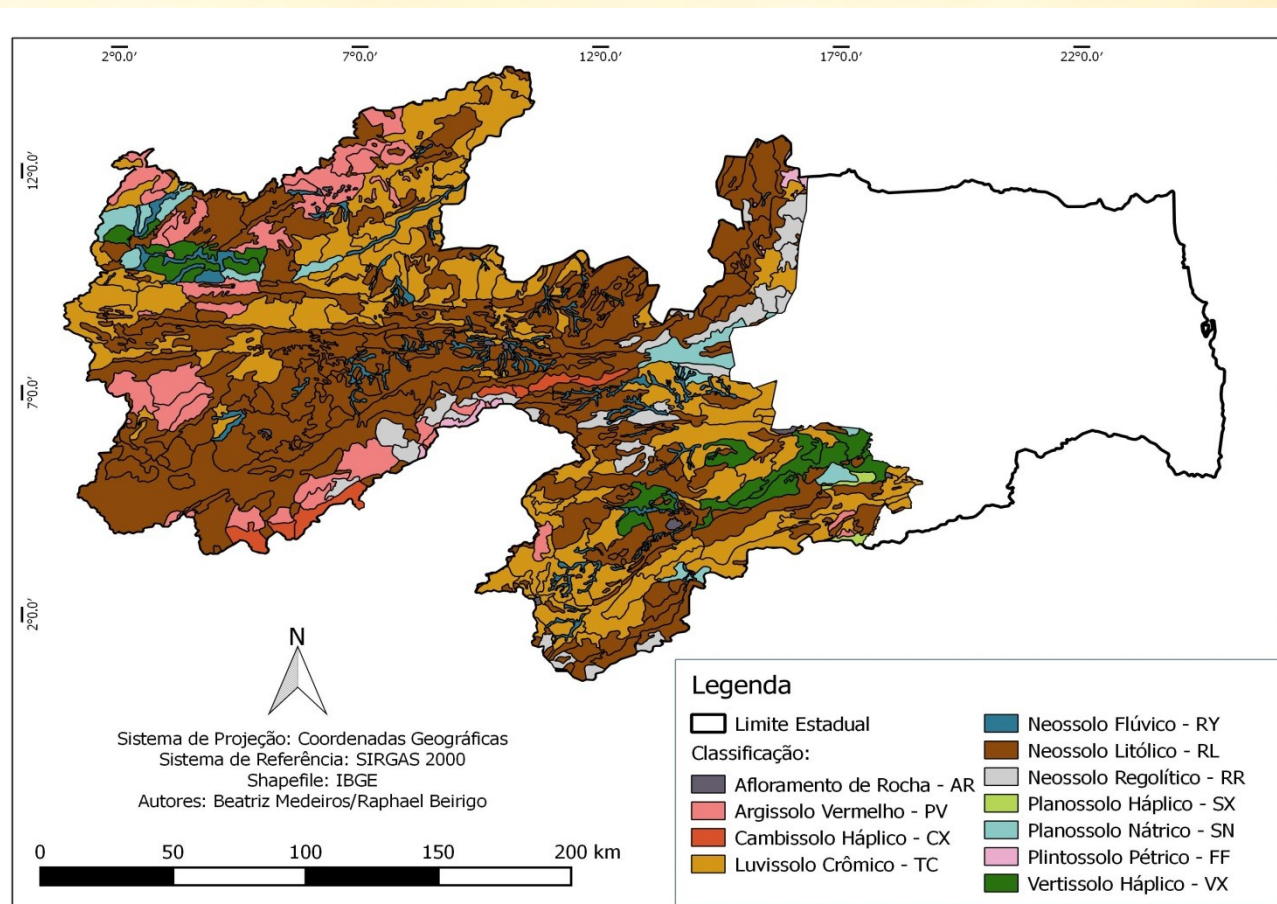 2°0.0′ 7°0.0′ 12°0.0′ 17°0.0′ 22°0.0′
12°0.0′
7°0.0′
2°0.0′
N
Sistema de Projeção: Coordenadas Geográficas
Sistema de Referência: SIRGAS 2000
Shapefile: IBGE
Autores: Beatriz Medeiros/Raphael Beirigo
0 50 100 150 200 km
Legenda
Limite Estadual
Classificação:
Afloramento de Rocha - AR
Argissolo Vermelho - PV
Cambissolo Háplico - CX
Luvissolo Crômico - TC
Neossolo Flúvico - RY
Neossolo Litólico - RL
Neossolo Regolítico - RR
Planossolo Háplico - SX
Planossolo Nátrico - SN
Plintossolo Pétrico - FF
Vertissolo Háplico - VX